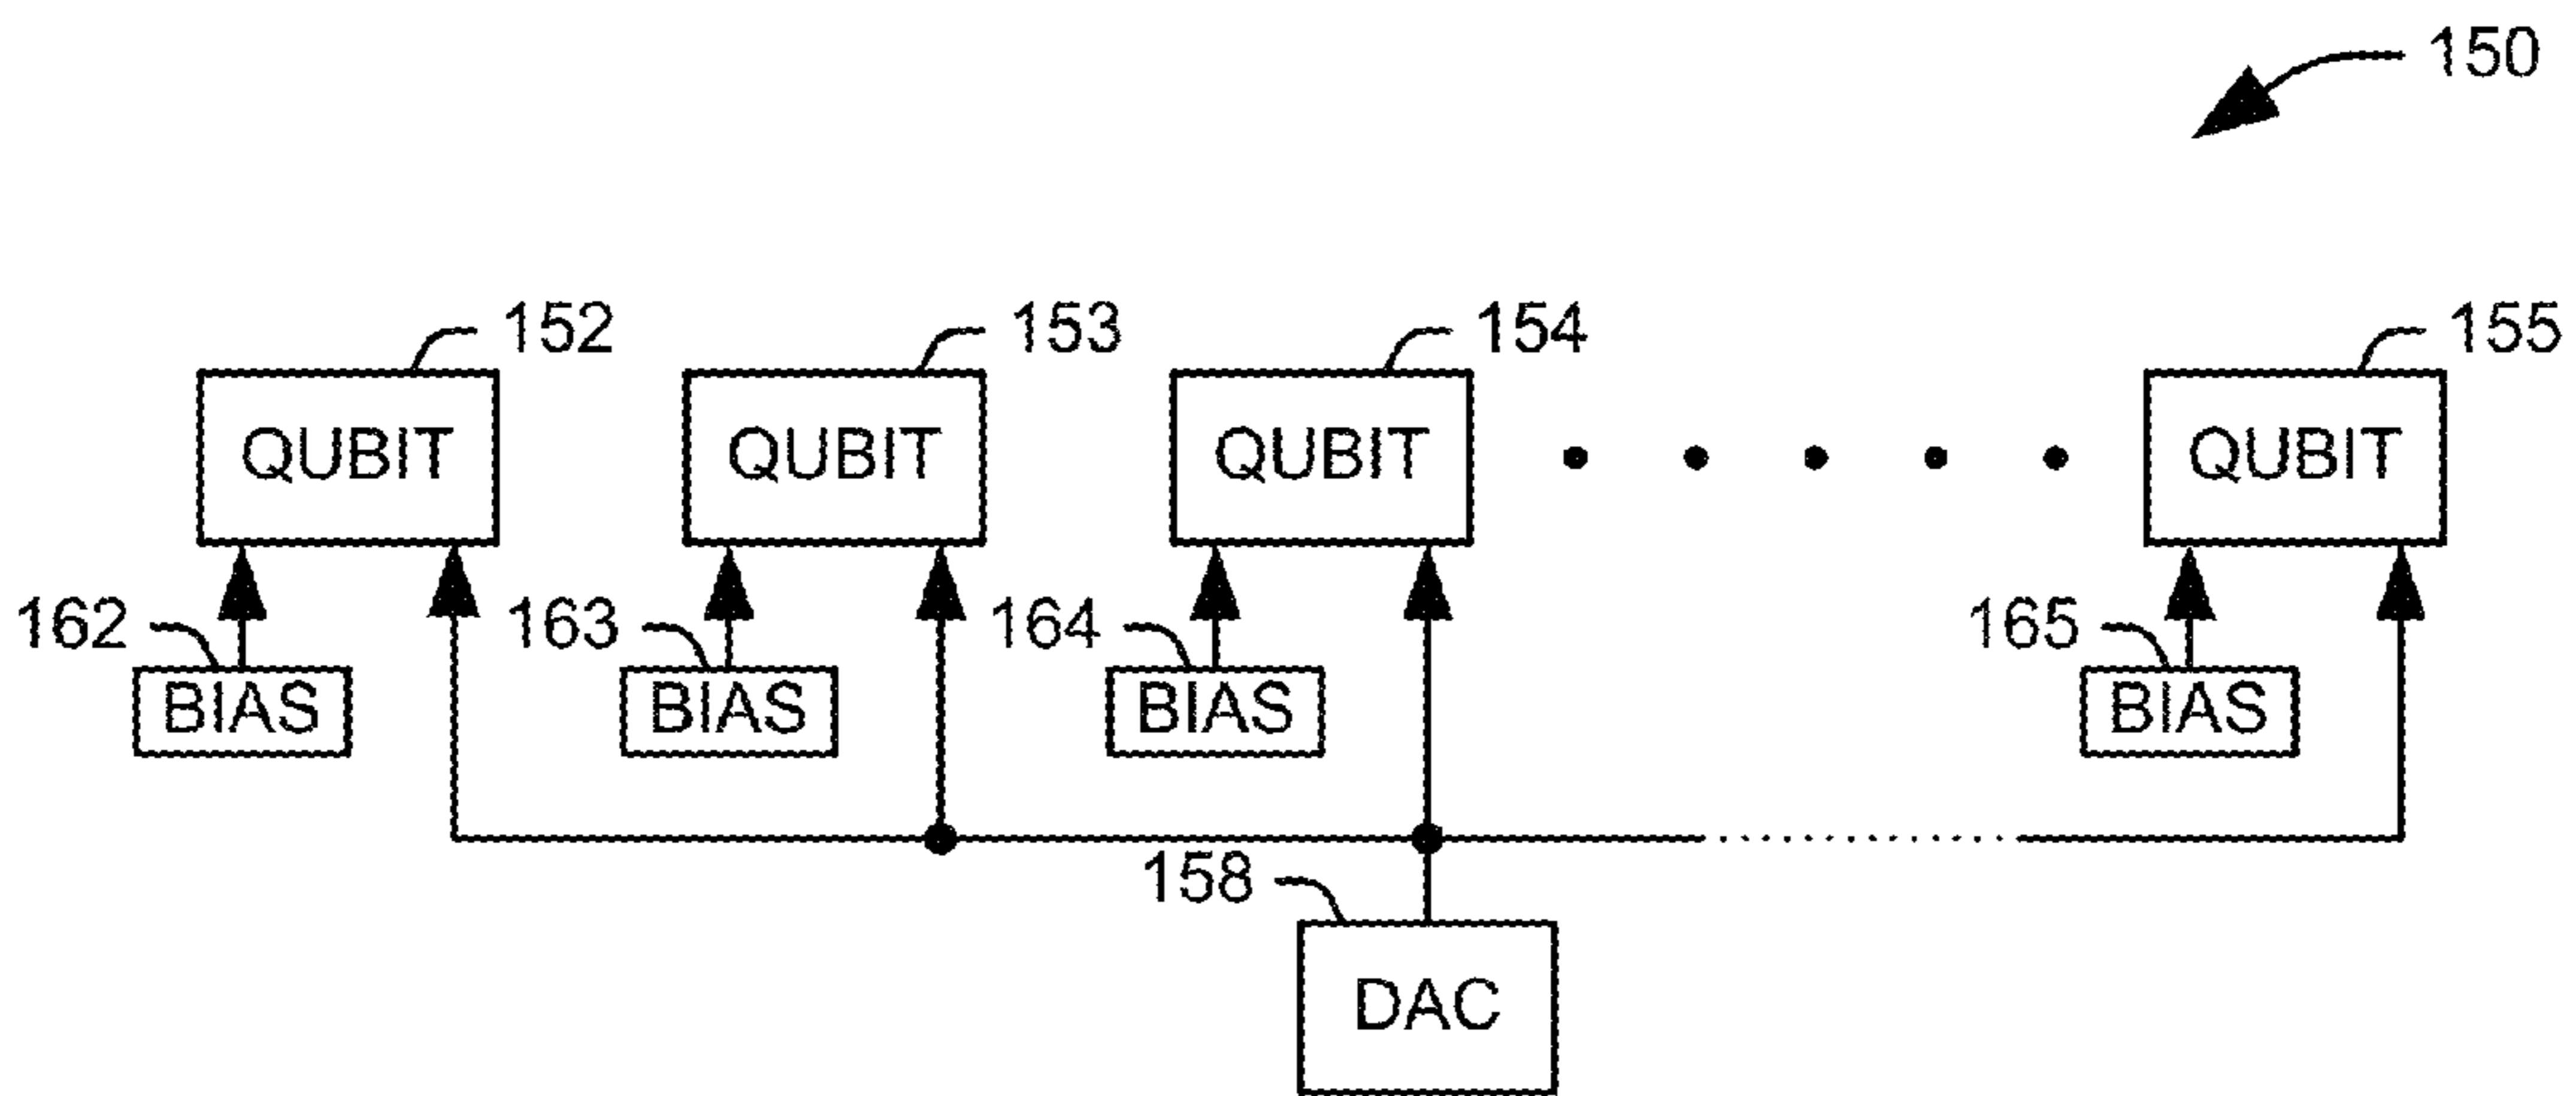 150
152 153 154 155
QUBIT QUBIT QUBIT QUBIT
162 163 164 165
BIAS BIAS BIAS BIAS
158
DAC